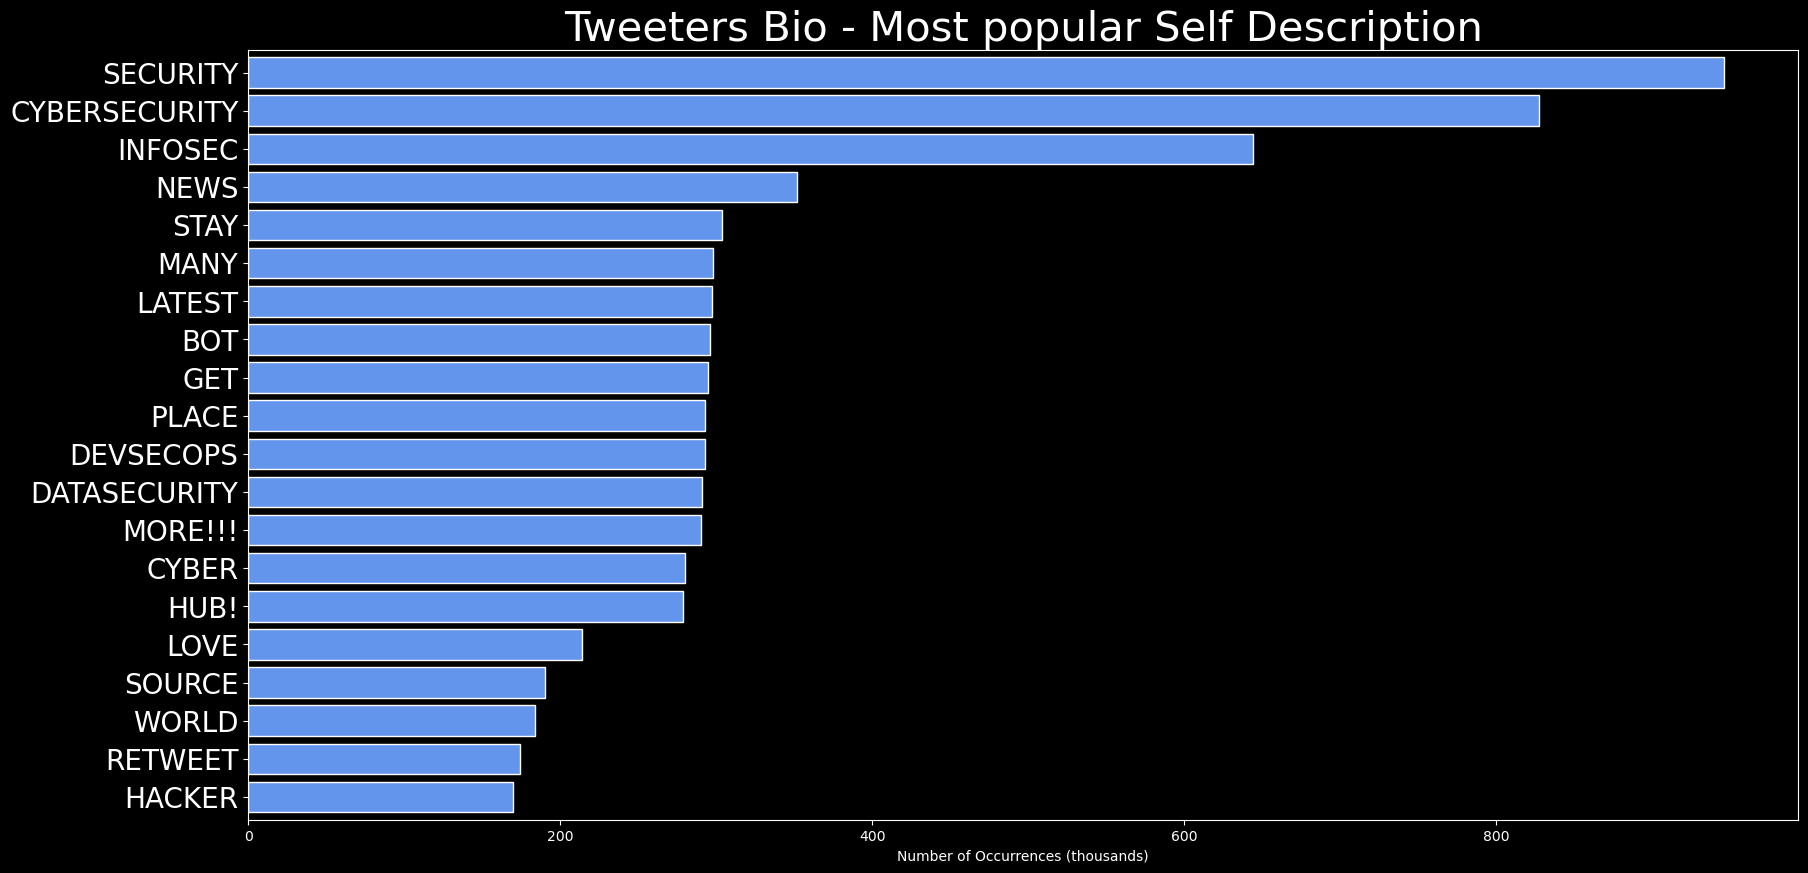 Tweeters Bio - Most popular Self Description
SECURITY
CYBERSECURITY
INFOSEC
NEWS
STAY
MANY
LATEST
BOT
GET
PLACE
DEVSECOPS
DATASECURITY
MORE!!!
CYBER
HUB!
LOVE
SOURCE
WORLD
RETWEET
HACKER
0 200 400 600 800
Number of Occurrences (thousands)